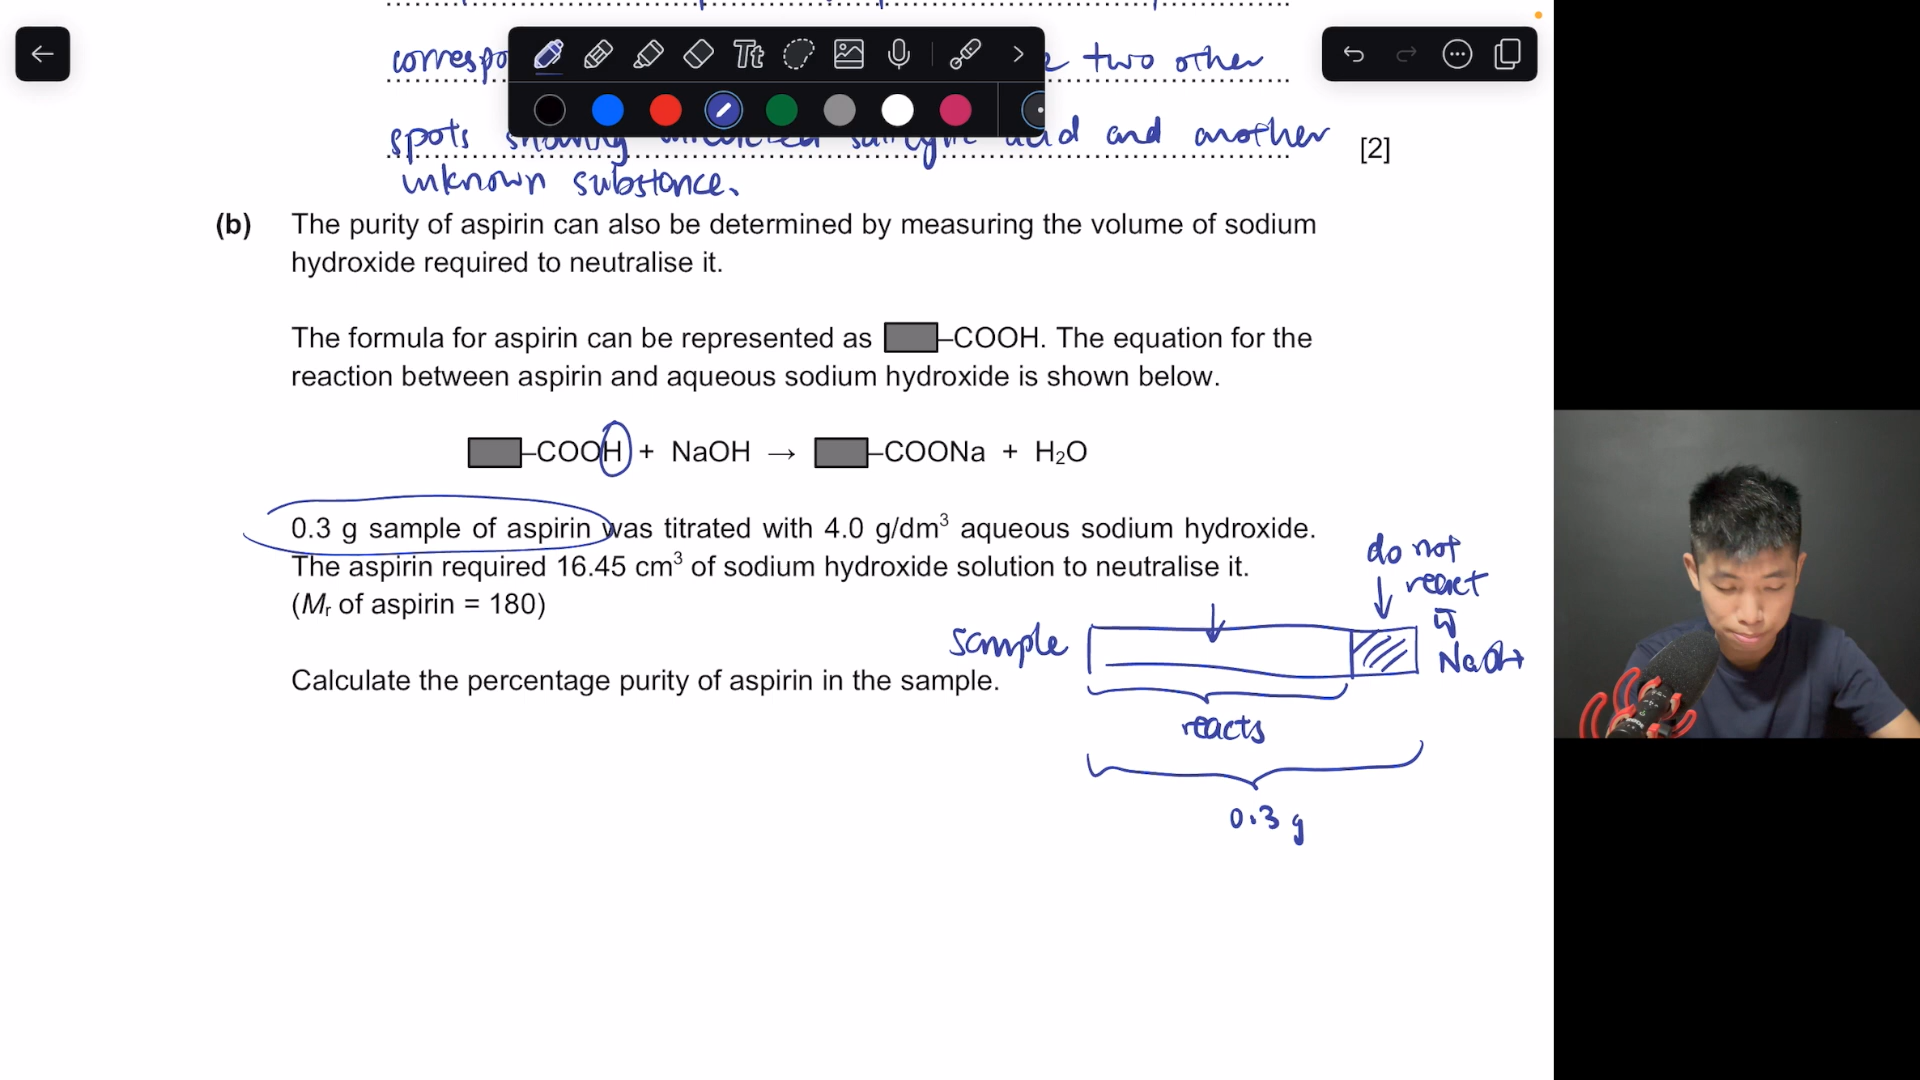 Tt
correspo
two other
spots showing unreacted salicylic acid and another
[2]
unknown substance.
(b) The purity of aspirin can also be determined by measuring the volume of sodium
hydroxide required to neutralise it.
The formula for aspirin can be represented as –COOH. The equation for the
reaction between aspirin and aqueous sodium hydroxide is shown below.
–COOH + NaOH → –COONa + H₂O
0.3 g sample of aspirin was titrated with 4.0 g/dm³ aqueous sodium hydroxide.
The aspirin required 16.45 cm³ of sodium hydroxide solution to neutralise it.
(Mᵣ of aspirin = 180)
do not
react
w
NaOH
sample
Calculate the percentage purity of aspirin in the sample.
reacts
0.3 g